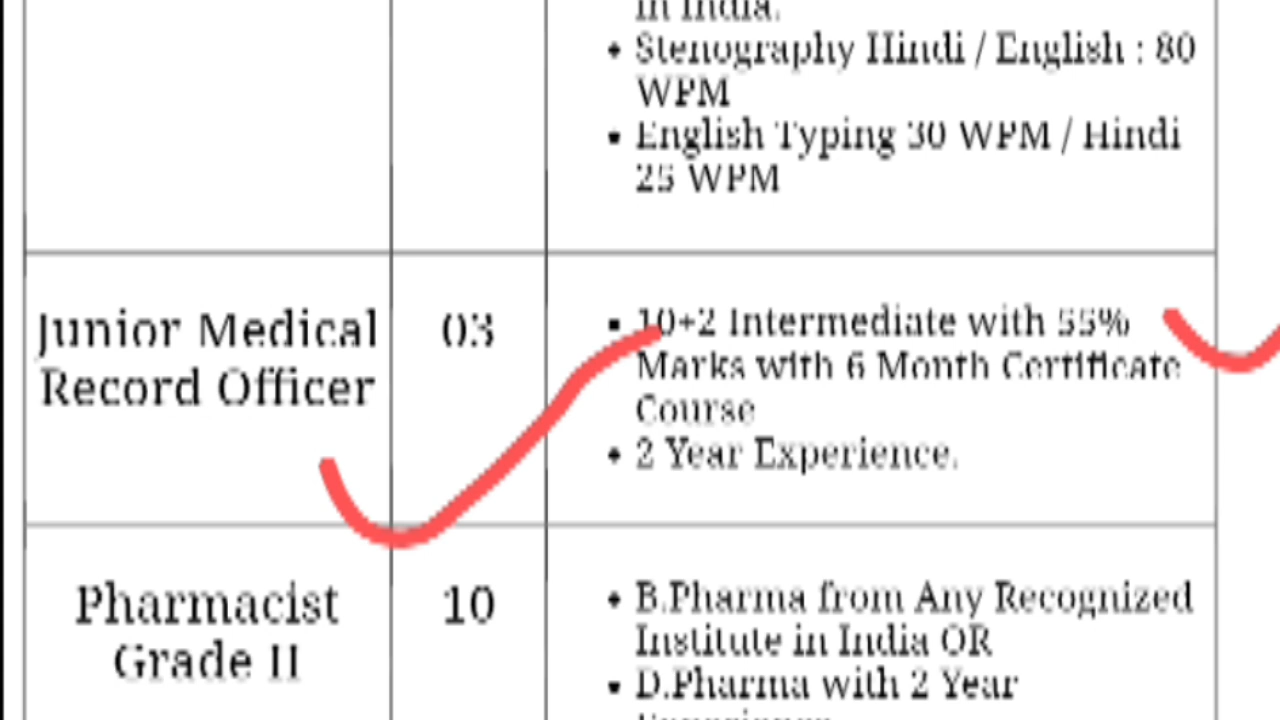 in India.
• Stenography Hindi / English : 80
WPM
• English Typing 30 WPM / Hindi
25 WPM
Junior Medical
Record Officer
03
• 10+2 Intermediate with 55%
Marks with 6 Month Certificate
Course
• 2 Year Experience.
Pharmacist
Grade II
10
• B.Pharma from Any Recognized
Institute in India OR
• D.Pharma with 2 Year